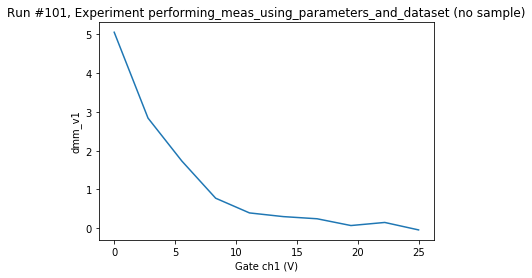 Run #101, Experiment performing_meas_using_parameters_and_dataset (no sample)
5
4
3
2
1
0
dmm_v1
0 5 10 15 20 25
Gate ch1 (V)